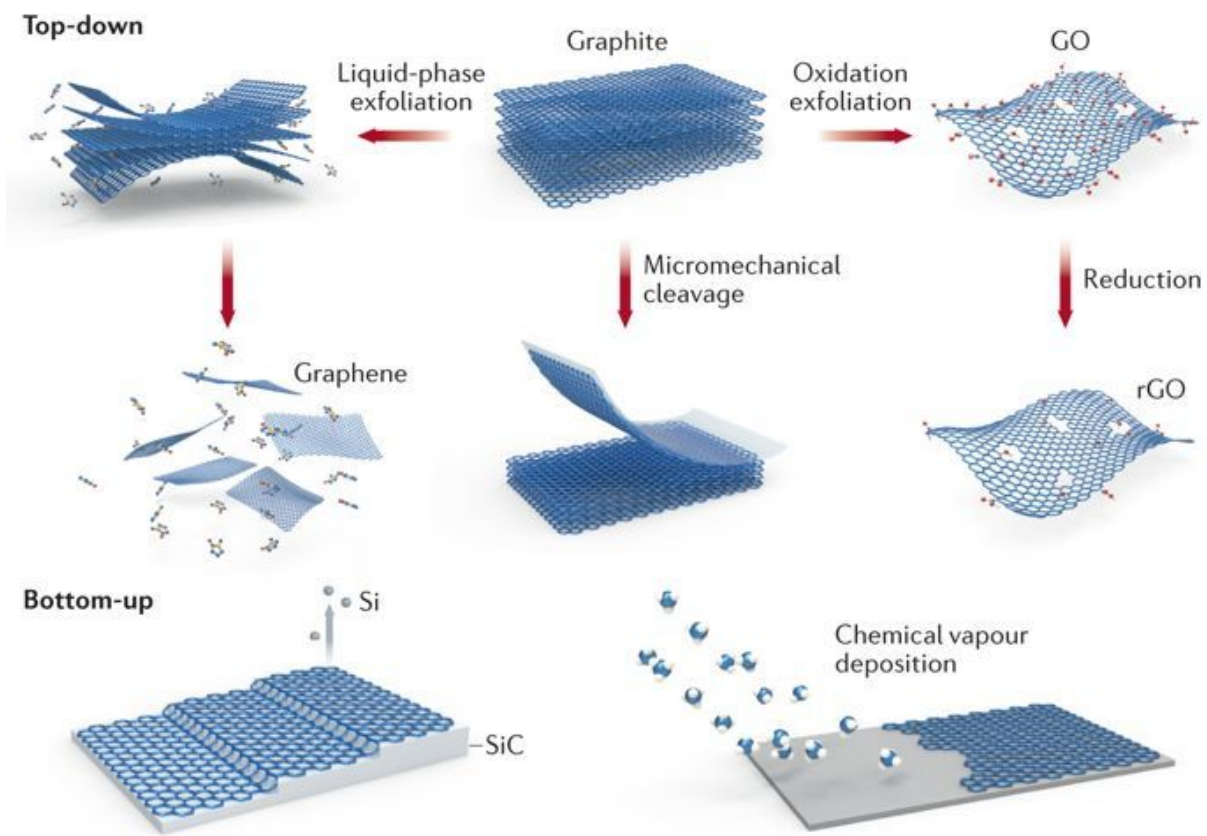 Top-down
Graphite
GO
Liquid-phase
exfoliation
Oxidation
exfoliation
Micromechanical
cleavage
Reduction
Graphene
rGO
Bottom-up
Si
Chemical vapour
deposition
SiC